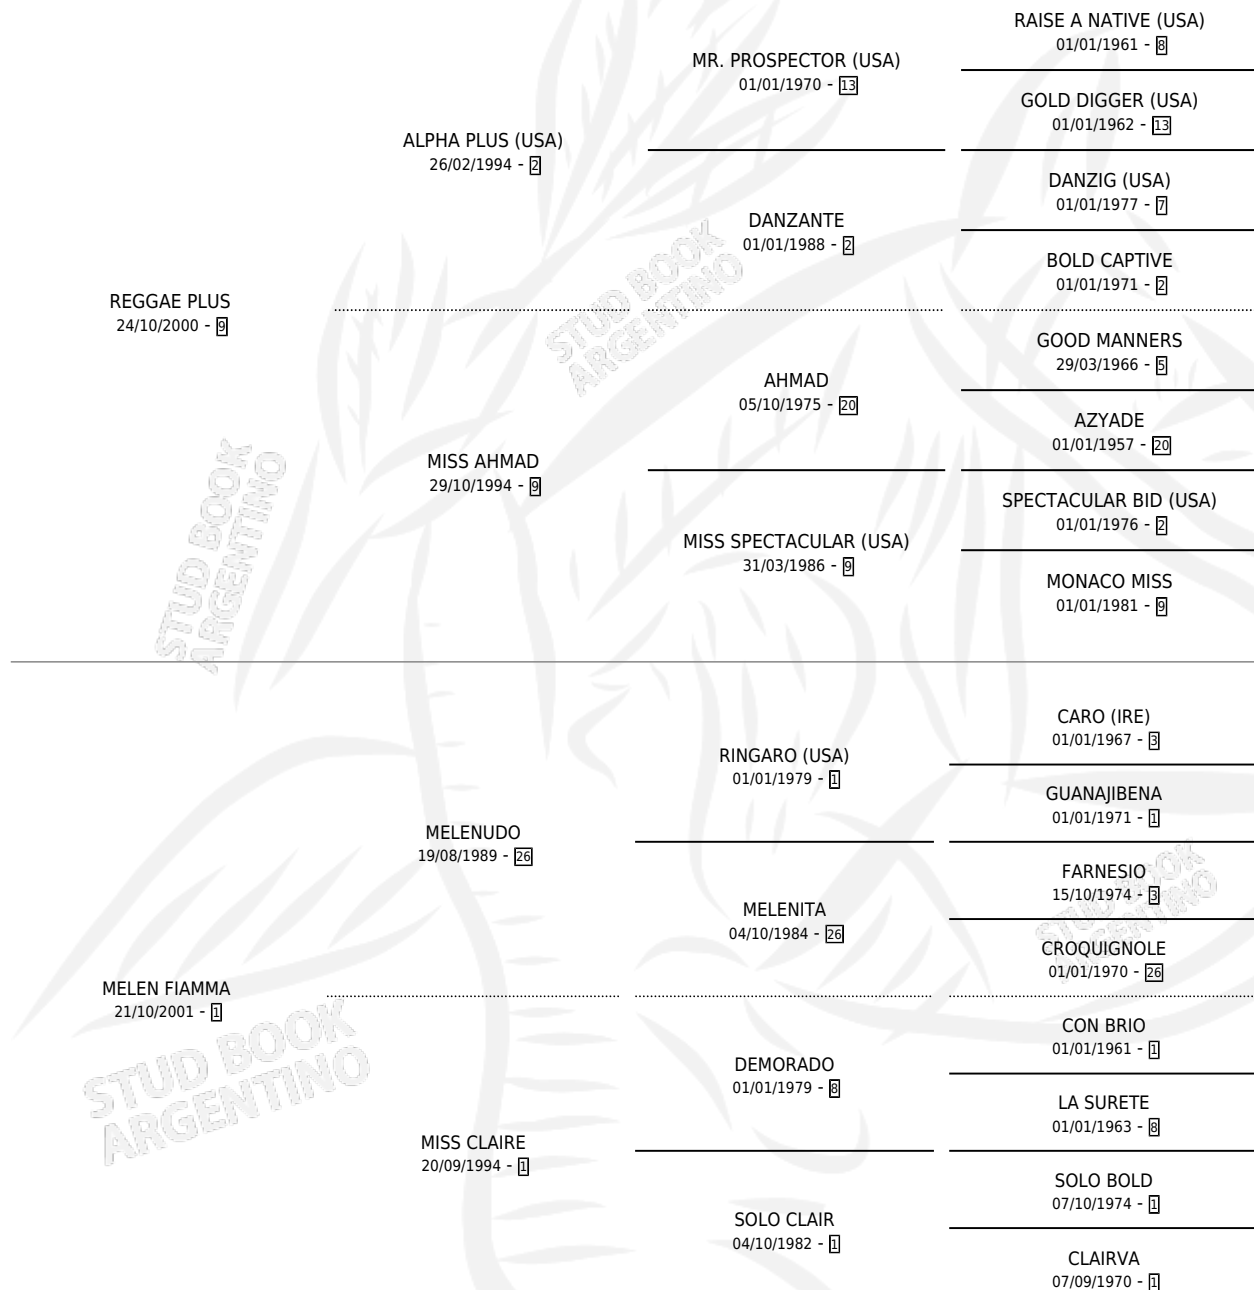 RAISE A NATIVE (USA)
01/01/1961 - 8
MR. PROSPECTOR (USA)
01/01/1970 - 13
GOLD DIGGER (USA)
01/01/1962 - 13
ALPHA PLUS (USA)
26/02/1994 - 2
DANZIG (USA)
01/01/1977 - 7
DANZANTE
01/01/1988 - 2
BOLD CAPTIVE
01/01/1971 - 2
REGGAE PLUS
24/10/2000 - 9
GOOD MANNERS
29/03/1966 - 5
AHMAD
05/10/1975 - 20
AZYADE
01/01/1957 - 20
MISS AHMAD
29/10/1994 - 9
SPECTACULAR BID (USA)
01/01/1976 - 2
MISS SPECTACULAR (USA)
31/03/1986 - 9
MONACO MISS
01/01/1981 - 9
CARO (IRE)
01/01/1967 - 3
RINGARO (USA)
01/01/1979 - 1
GUANAJIBENA
01/01/1971 - 1
MELENUDO
19/08/1989 - 26
FARNESIO
15/10/1974 - 3
MELENITA
04/10/1984 - 26
CROQUIGNOLE
01/01/1970 - 26
MELEN FIAMMA
21/10/2001 - 1
CON BRIO
01/01/1961 - 1
DEMORADO
01/01/1979 - 8
LA SURETE
01/01/1963 - 8
MISS CLAIRE
20/09/1994 - 1
SOLO BOLD
07/10/1974 - 1
SOLO CLAIR
04/10/1982 - 1
CLAIRVA
07/09/1970 - 1
STUD BOOK
ARGENTINO
STUD BOOK
ARGENTINO
STUD BOOK
ARGENTINO
STUD BOOK
ARGENTINO